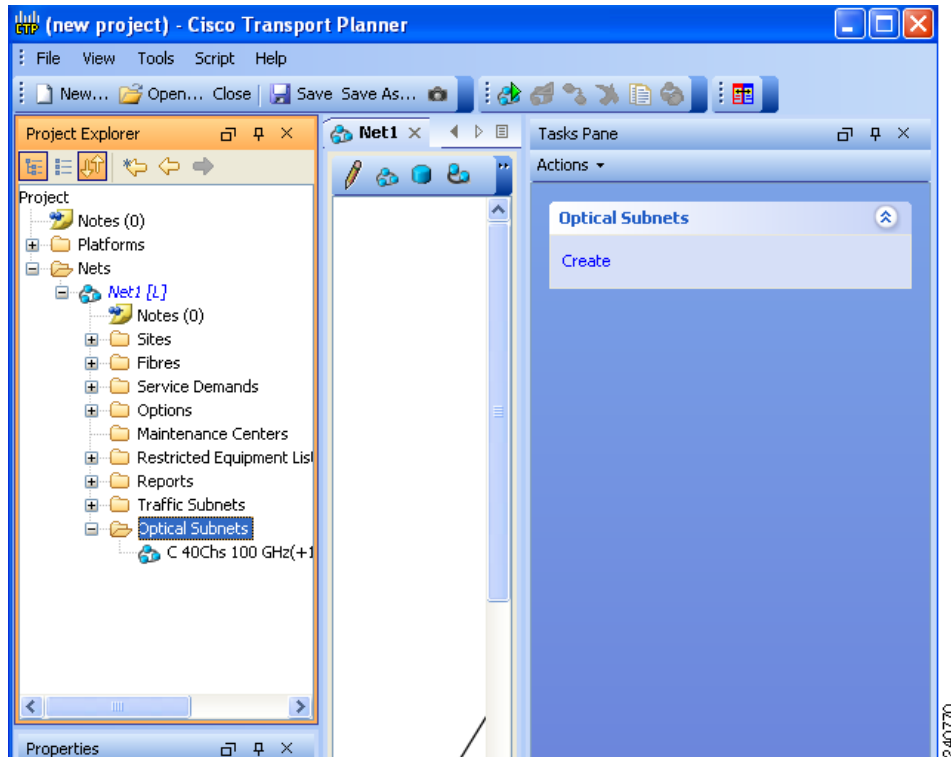 CTP (new project) - Cisco Transport Planner
File View Tools Script Help
New... Open... Close Save Save As...
Project Explorer
Net1
Tasks Pane
Actions
Project
Notes (0)
Platforms
Nets
Net1 [L]
Notes (0)
Sites
Fibres
Service Demands
Options
Maintenance Centers
Restricted Equipment List
Reports
Traffic Subnets
Optical Subnets
C 40Chs 100 GHz(+1
Optical Subnets
Create
Properties
240770